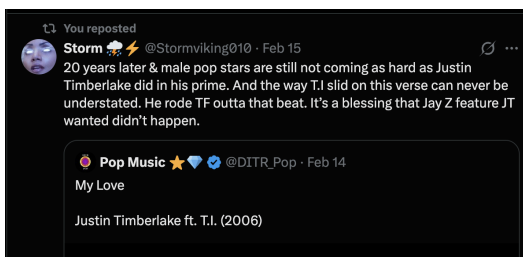 You reposted
Storm 🌧️⚡ @Stormviking010 · Feb 15
20 years later & male pop stars are still not coming as hard as Justin
Timberlake did in his prime. And the way T.I slid on this verse can never be
understated. He rode TF outta that beat. It’s a blessing that Jay Z feature JT
wanted didn’t happen.
Pop Music ⭐💎 @DITR_Pop · Feb 14
My Love
Justin Timberlake ft. T.I. (2006)